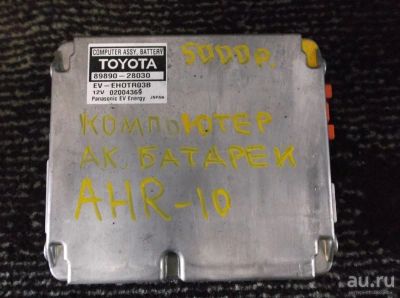 COMPUTER ASSY, BATTERY
TOYOTA
89890-28030
EV-EH0TR03B
12V 02004369
Panasonic EV Energy JAPAN
5000р.
КОМПЬЮТЕР
АК. БАТАРЕИ
AHR-10
au.ru